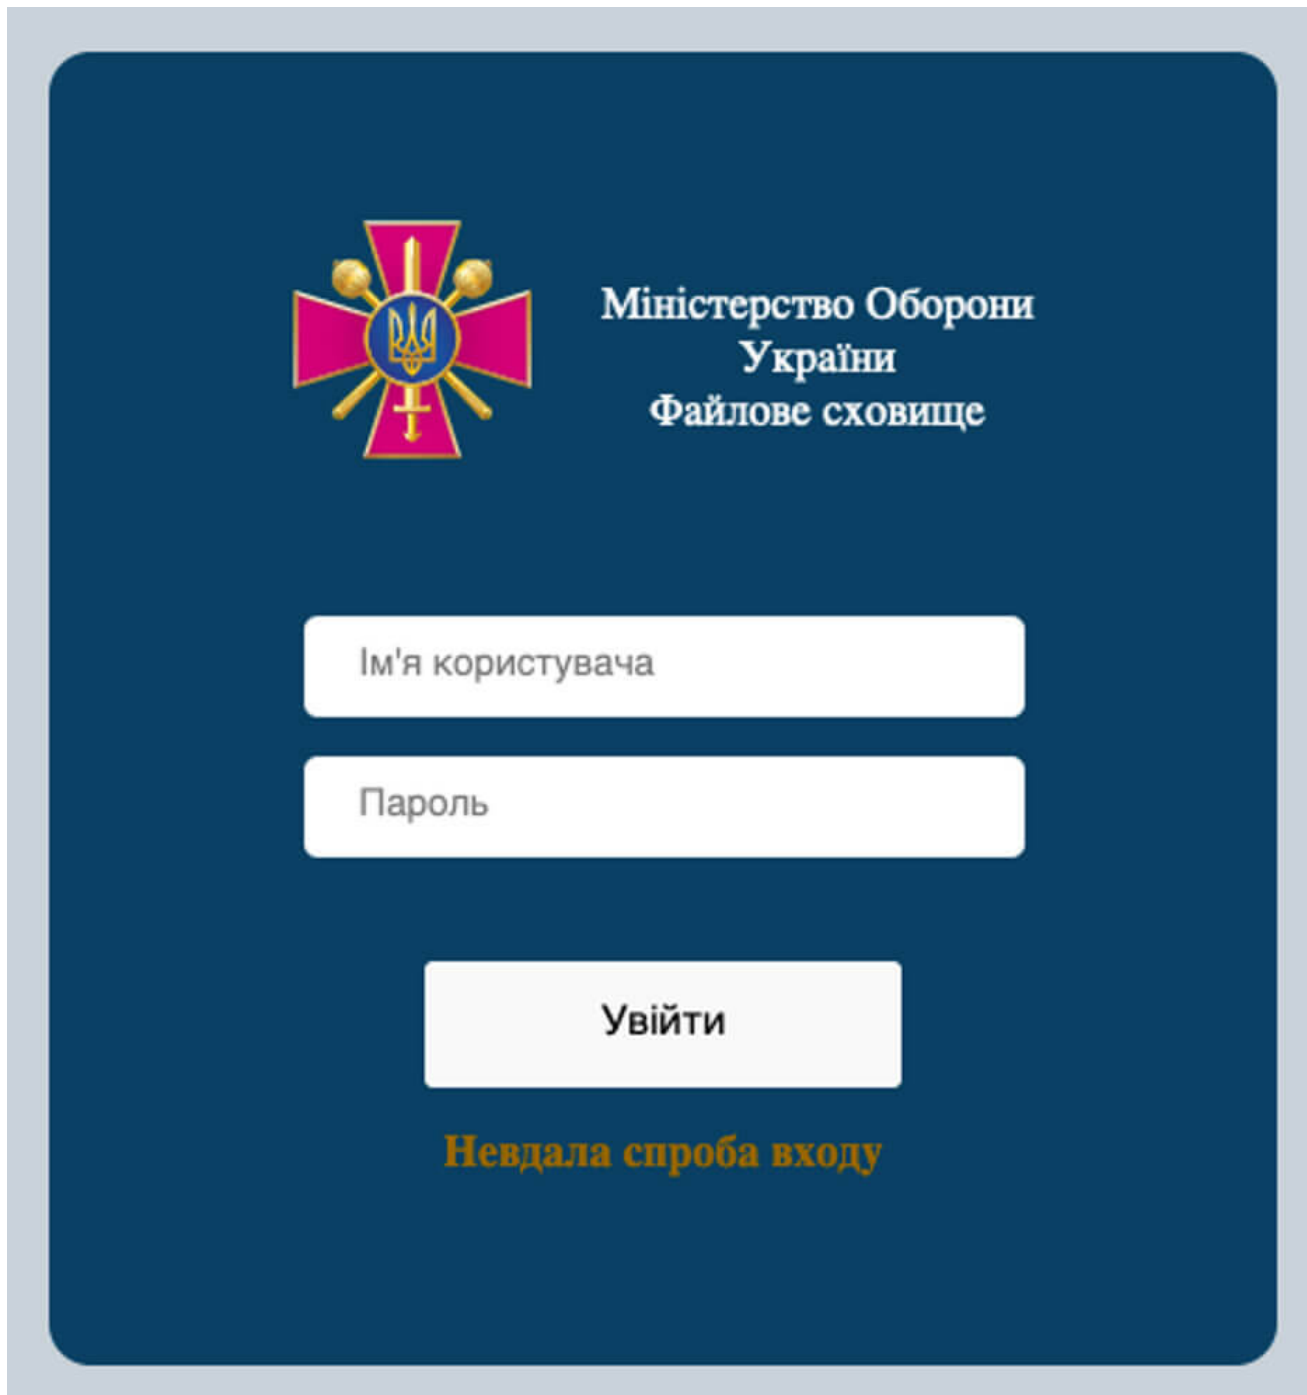 Міністерство Оборони
України
Файлове сховище
Ім'я користувача
Пароль
Увійти
Невдала спроба входу